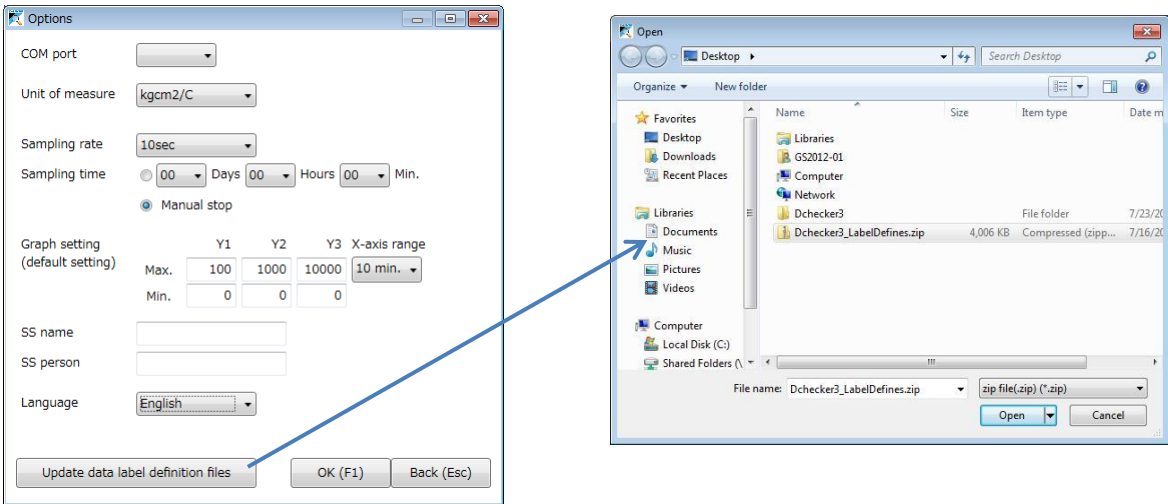 Options
COM port
Unit of measure kgcm2/C
Sampling rate 10sec
Sampling time 00 Days 00 Hours 00 Min.
Manual stop
Graph setting Y1 Y2 Y3 X-axis range
(default setting) Max. 100 1000 10000 10 min.
Min. 0 0 0
SS name
SS person
Language English
Update data label definition files OK (F1) Back (Esc)
Open
Desktop Search Desktop
Organize New folder
Name Size Item type Date m
Favorites
Desktop
Downloads
Recent Places
Libraries
Documents
Music
Pictures
Videos
Computer
Local Disk (C:)
Shared Folders (\
Libraries
GS2012-01
Computer
Network
Dchecker3 File folder 7/23/20
Dchecker3_LabelDefines.zip 4,006 KB Compressed (zipp... 7/16/20
File name: Dchecker3_LabelDefines.zip zip file(.zip) (*.zip)
Open Cancel